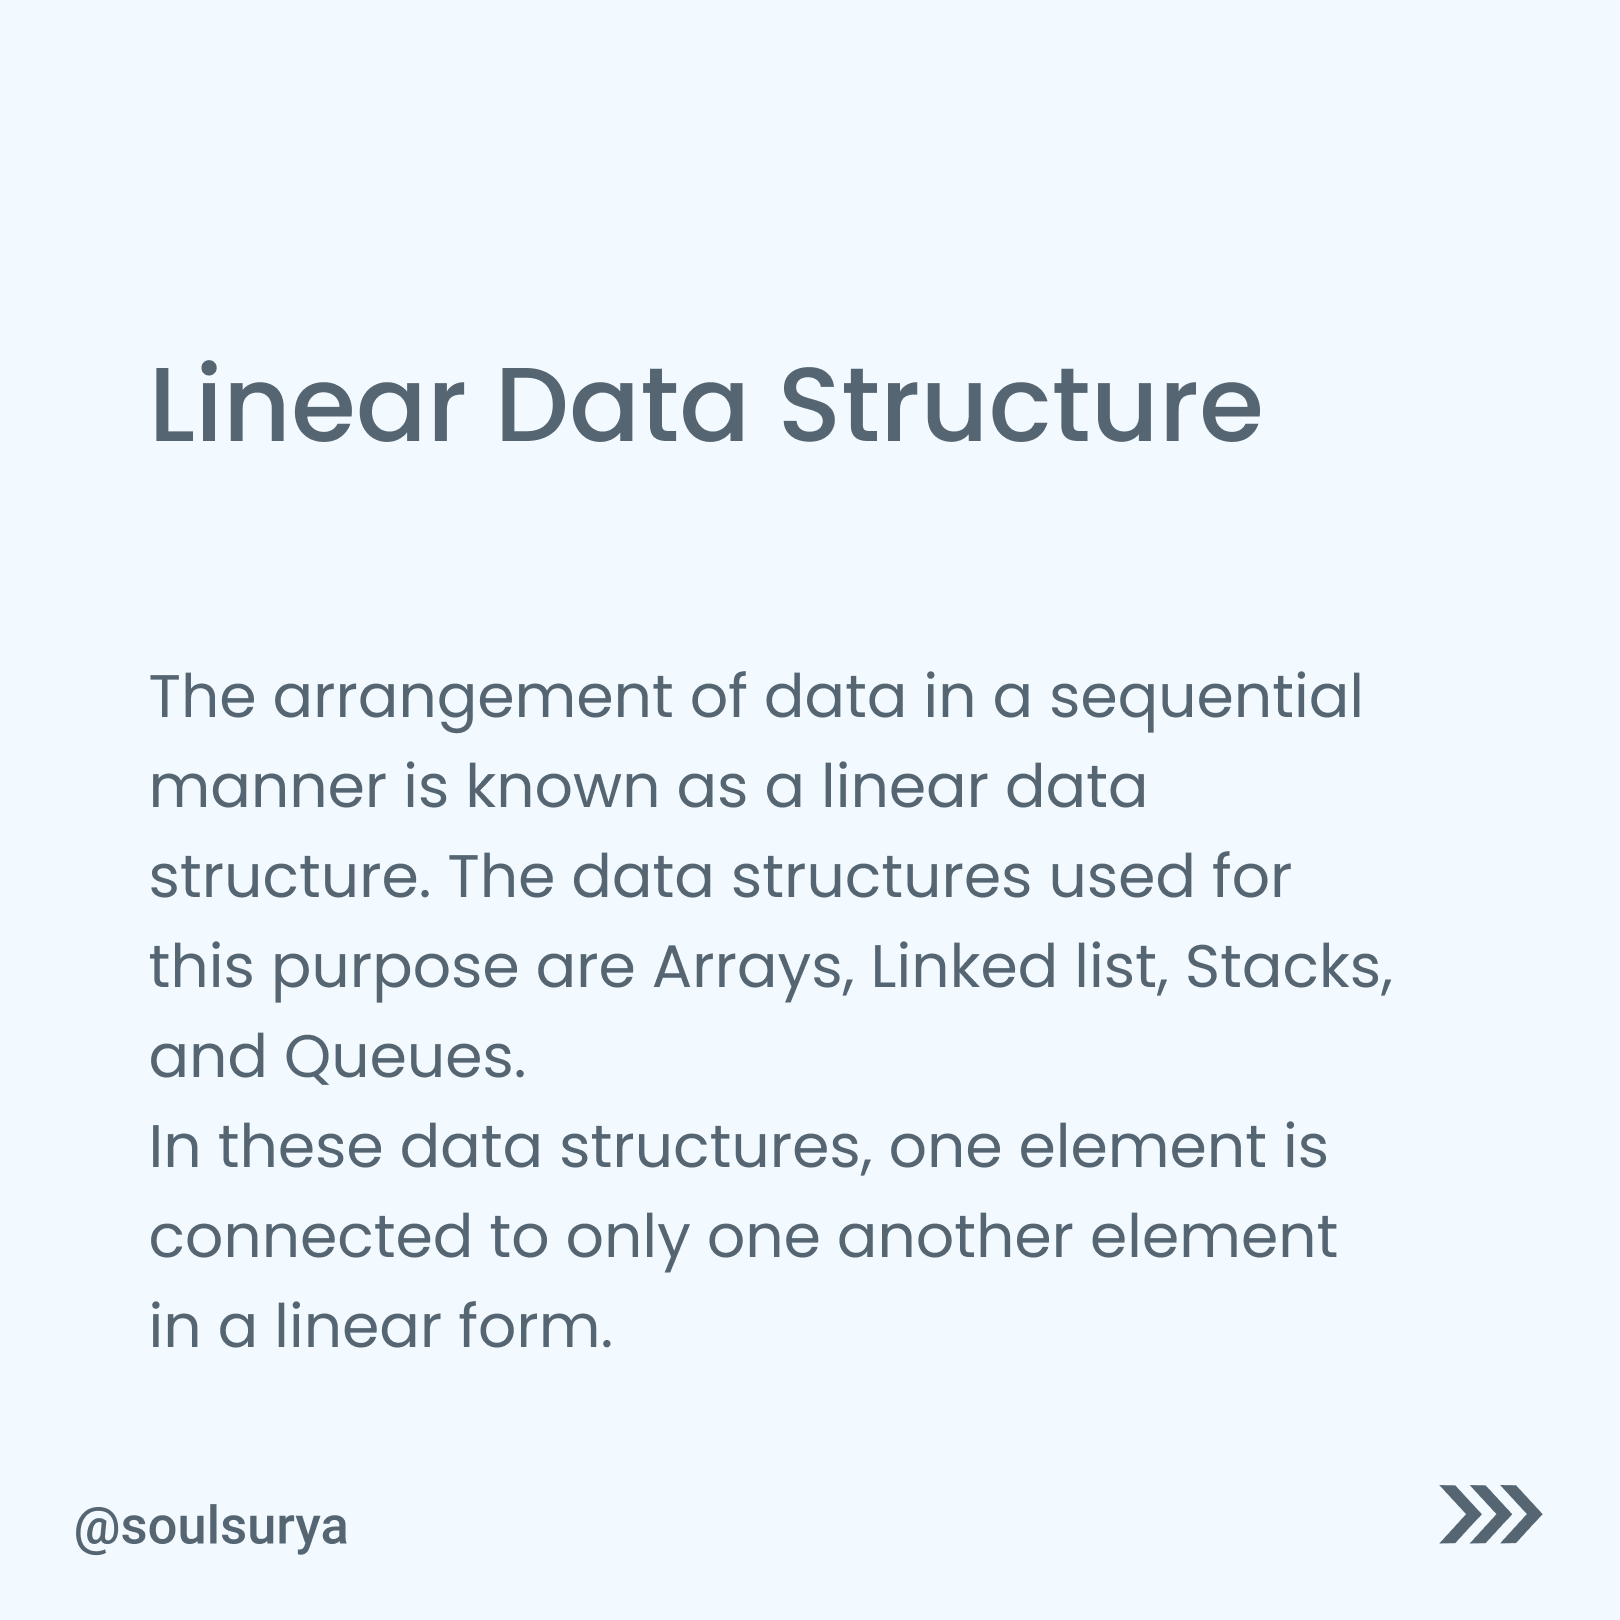 Linear Data Structure
The arrangement of data in a sequential
manner is known as a linear data
structure. The data structures used for
this purpose are Arrays, Linked list, Stacks,
and Queues.
In these data structures, one element is
connected to only one another element
in a linear form.
@soulsurya